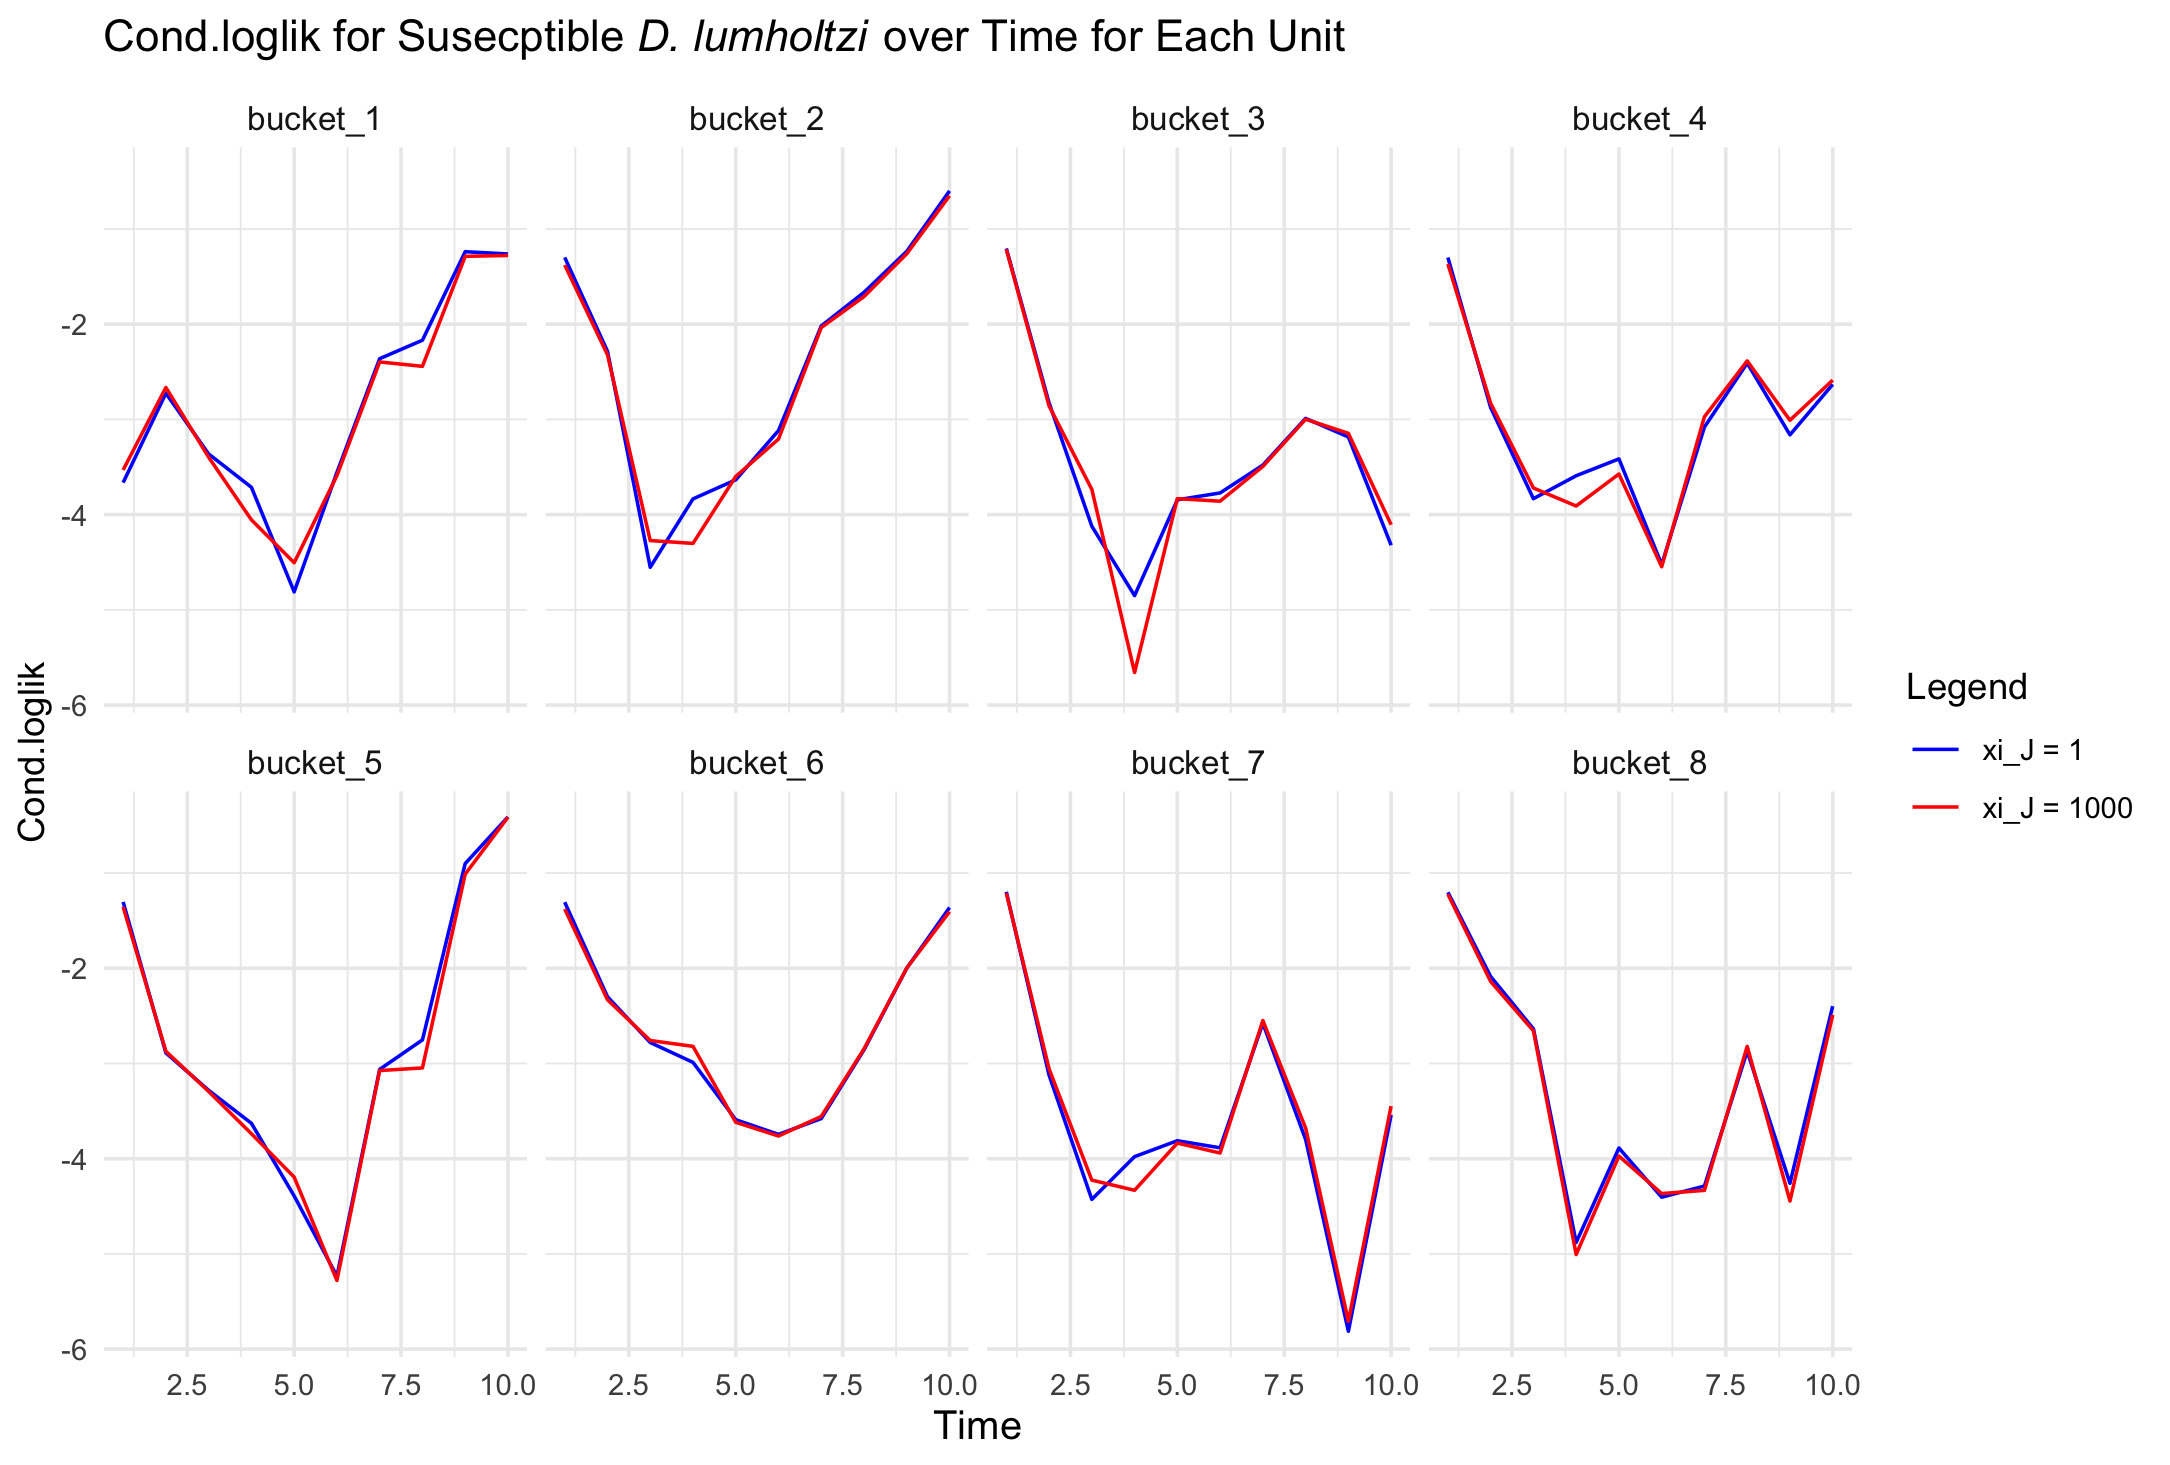 Cond.loglik for Susecptible D. lumholtzi over Time for Each Unit
bucket_1
bucket_2
bucket_3
bucket_4
-2
-4
-6
bucket_5
bucket_6
bucket_7
bucket_8
-2
-4
-6
2.5 5.0 7.5 10.0
2.5 5.0 7.5 10.0
2.5 5.0 7.5 10.0
2.5 5.0 7.5 10.0
Time
Cond.loglik
Legend
xi_J = 1
xi_J = 1000